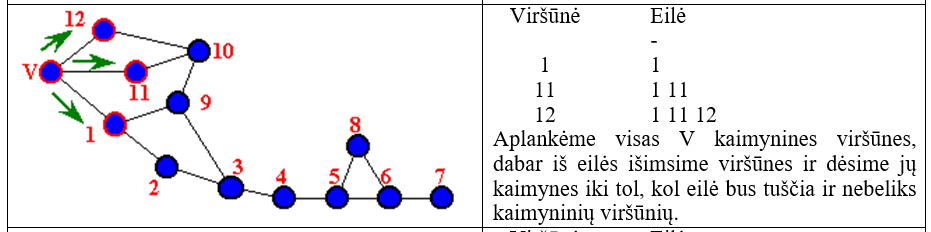 12
10
V
11
9
1
8
2
3
4
5
6
7
Viršūnė Eilė
-
1 1
11 1 11
12 1 11 12
Aplankėme visas V kaimynines viršūnes,
dabar iš eilės išimsime viršūnes ir dėsime jų
kaimynes iki tol, kol eilė bus tuščia ir nebeliks
kaimyninių viršūnių.